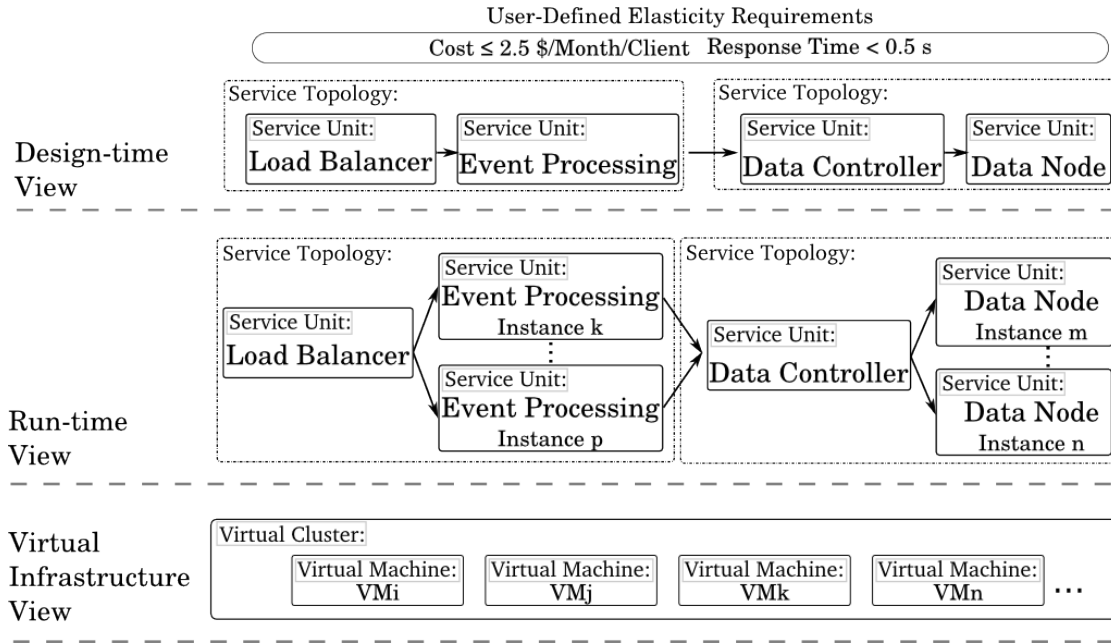 User-Defined Elasticity Requirements
Cost ≤ 2.5 $/Month/Client Response Time < 0.5 s
Service Topology:
Service Topology:
Design-time
View
Service Unit:
Load Balancer
Service Unit:
Event Processing
Service Unit:
Data Controller
Service Unit:
Data Node
Run-time
View
Service Topology:
Service Unit:
Load Balancer
Service Unit:
Event Processing
Instance k
Service Unit:
Event Processing
Instance p
Service Topology:
Service Unit:
Data Controller
Service Unit:
Data Node
Instance m
Service Unit:
Data Node
Instance n
Virtual
Infrastructure
View
Virtual Cluster:
Virtual Machine:
VMi
Virtual Machine:
VMj
Virtual Machine:
VMk
Virtual Machine:
VMn
...